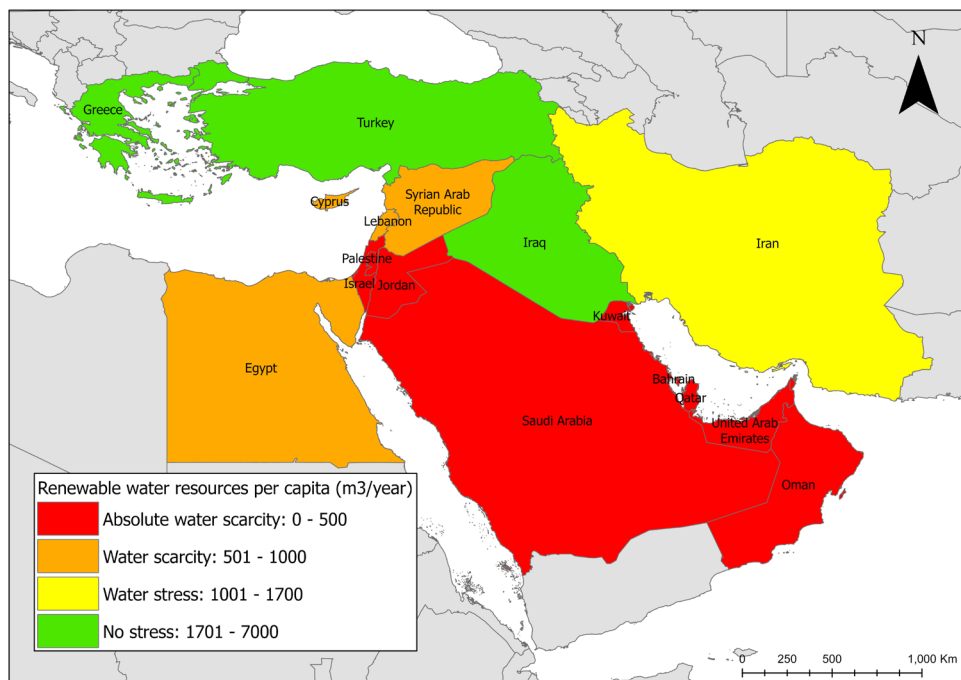 N
Greece
Turkey
Cyprus
Syrian Arab
Republic
Lebanon
Iraq
Iran
Palestine
Israel
Jordan
Kuwait
Egypt
Bahrain
Qatar
Saudi Arabia
United Arab
Emirates
Oman
Renewable water resources per capita (m3/year)
Absolute water scarcity: 0 - 500
Water scarcity: 501 - 1000
Water stress: 1001 - 1700
No stress: 1701 - 7000
0 250 500 1,000 Km